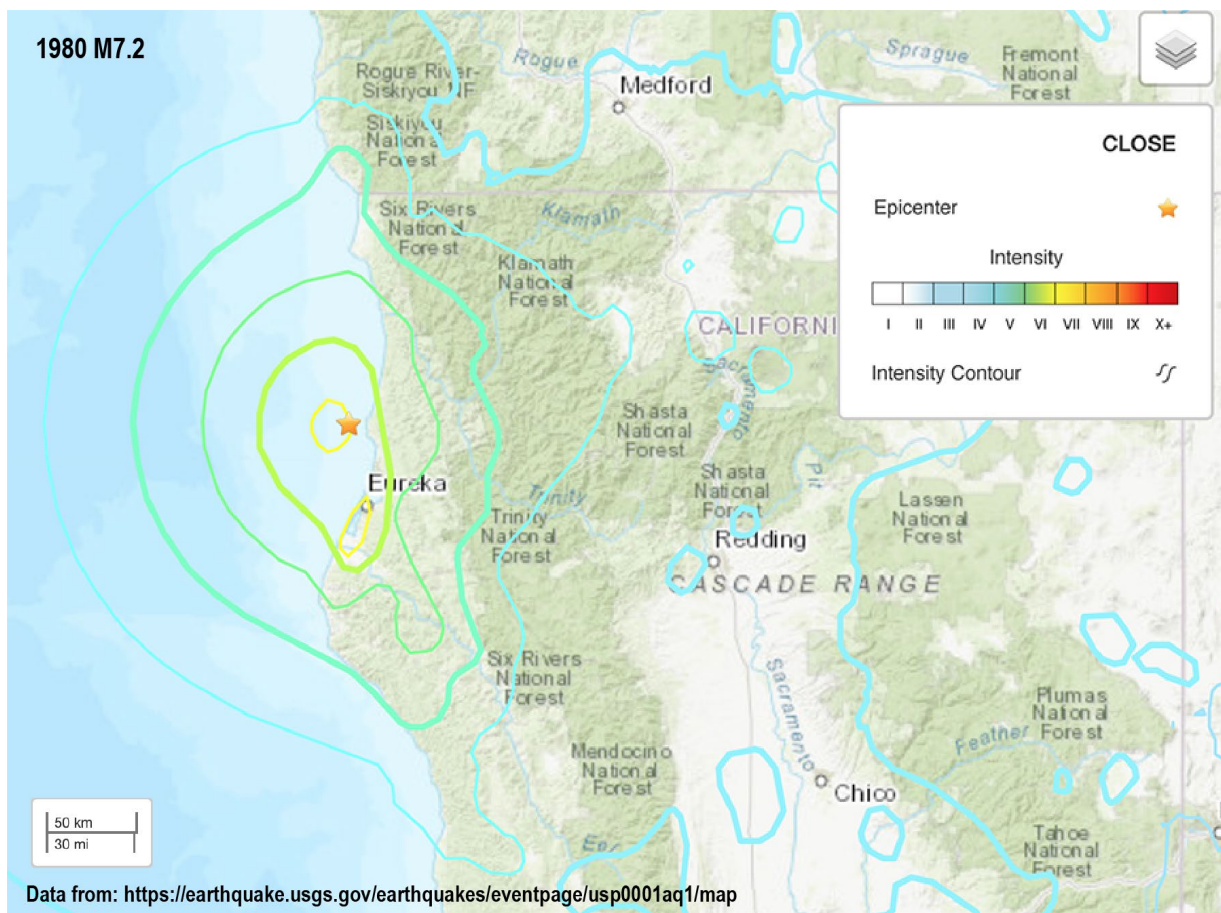 1980 M7.2
Rogue
Sprague
Rogue River-
Siskiyou NF
Medford
Fremont
National
Forest
Siskiyou
National
Forest
CLOSE
Epicenter
Intensity
I II III IV V VI VII VIII IX X+
Intensity Contour
Six Rivers
National
Forest
Klamath
Klamath
National
Forest
CALIFORNI
Sacramento
Shasta
National
Forest
Eureka
Trinity
Shasta
National
Forest
Pit
Lassen
National
Forest
Trinity
National
Forest
Redding
CASCADE RANGE
Six Rivers
National
Forest
Sacramento
Plumas
National
Forest
Feather
Mendocino
National
Forest
Chico
50 km
30 mi
Tahoe
National
Forest
Data from: https://earthquake.usgs.gov/earthquakes/eventpage/usp0001aq1/map